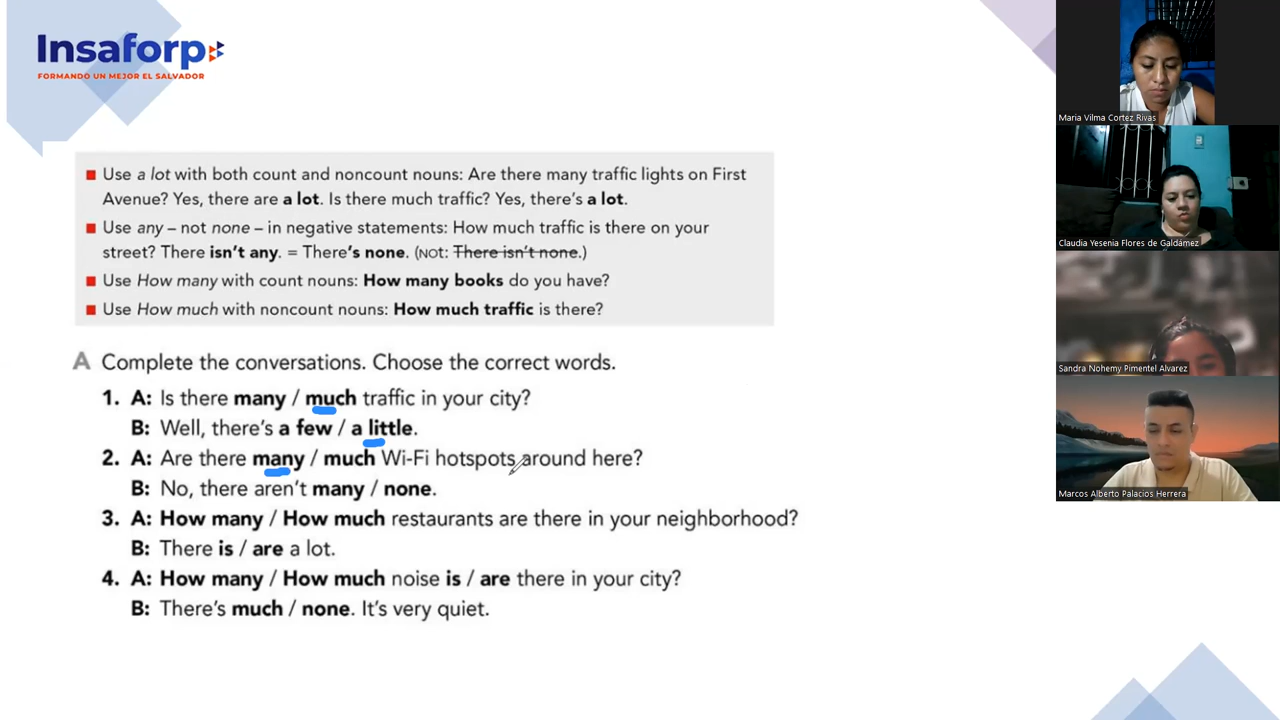 Insaforp
FORMANDO UN MEJOR EL SALVADOR
Use a lot with both count and noncount nouns: Are there many traffic lights on First
Avenue? Yes, there are a lot. Is there much traffic? Yes, there's a lot.
Use any – not none – in negative statements: How much traffic is there on your
street? There isn't any. = There's none. (NOT: There isn't none.)
Use How many with count nouns: How many books do you have?
Use How much with noncount nouns: How much traffic is there?
A Complete the conversations. Choose the correct words.
1. A: Is there many / much traffic in your city?
B: Well, there's a few / a little.
2. A: Are there many / much Wi-Fi hotspots around here?
B: No, there aren't many / none.
3. A: How many / How much restaurants are there in your neighborhood?
B: There is / are a lot.
4. A: How many / How much noise is / are there in your city?
B: There's much / none. It's very quiet.
Maria Vilma Cortez Rivas
Claudia Yesenia Flores de Galdámez
Sandra Nohemy Pimentel Alvarez
Marcos Alberto Palacios Herrera